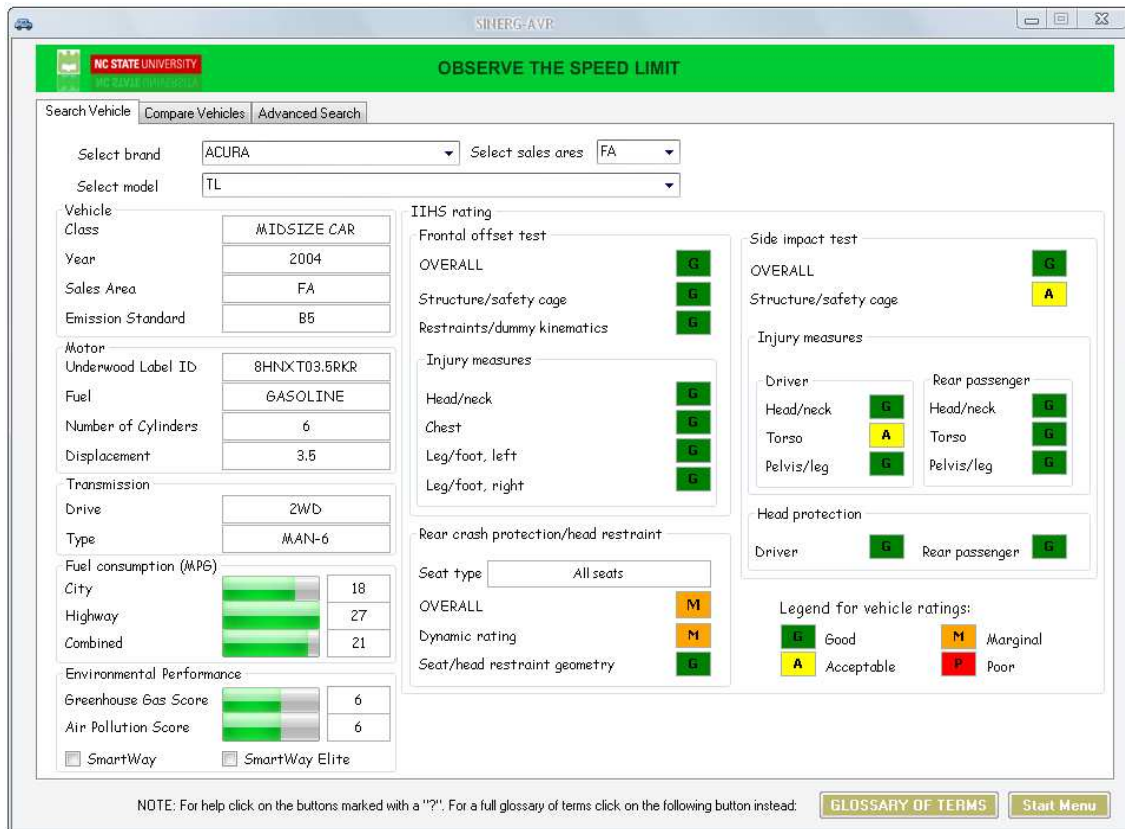 SINERG-AVR
NC STATE UNIVERSITY
OBSERVE THE SPEED LIMIT
Search Vehicle Compare Vehicles Advanced Search
Select brand ACURA Select sales ares FA
Select model TL
Vehicle
Class MIDSIZE CAR
Year 2004
Sales Area FA
Emission Standard B5
Motor
Underwood Label ID 8HNXT03.5RKR
Fuel GASOLINE
Number of Cylinders 6
Displacement 3.5
Transmission
Drive 2WD
Type MAN-6
Fuel consumption (MPG)
City 18
Highway 27
Combined 21
Environmental Performance
Greenhouse Gas Score 6
Air Pollution Score 6
SmartWay SmartWay Elite
IIHS rating
Frontal offset test
OVERALL G
Structure/safety cage G
Restraints/dummy kinematics G
Injury measures
Head/neck G
Chest G
Leg/foot, left G
Leg/foot, right G
Rear crash protection/head restraint
Seat type All seats
OVERALL M
Dynamic rating M
Seat/head restraint geometry G
Side impact test
OVERALL G
Structure/safety cage A
Injury measures
Driver
Head/neck G
Torso A
Pelvis/leg G
Rear passenger
Head/neck G
Torso G
Pelvis/leg G
Head protection
Driver G Rear passenger G
Legend for vehicle ratings:
G Good M Marginal
A Acceptable P Poor
NOTE: For help click on the buttons marked with a "?". For a full glossary of terms click on the following button instead: GLOSSARY OF TERMS Start Menu